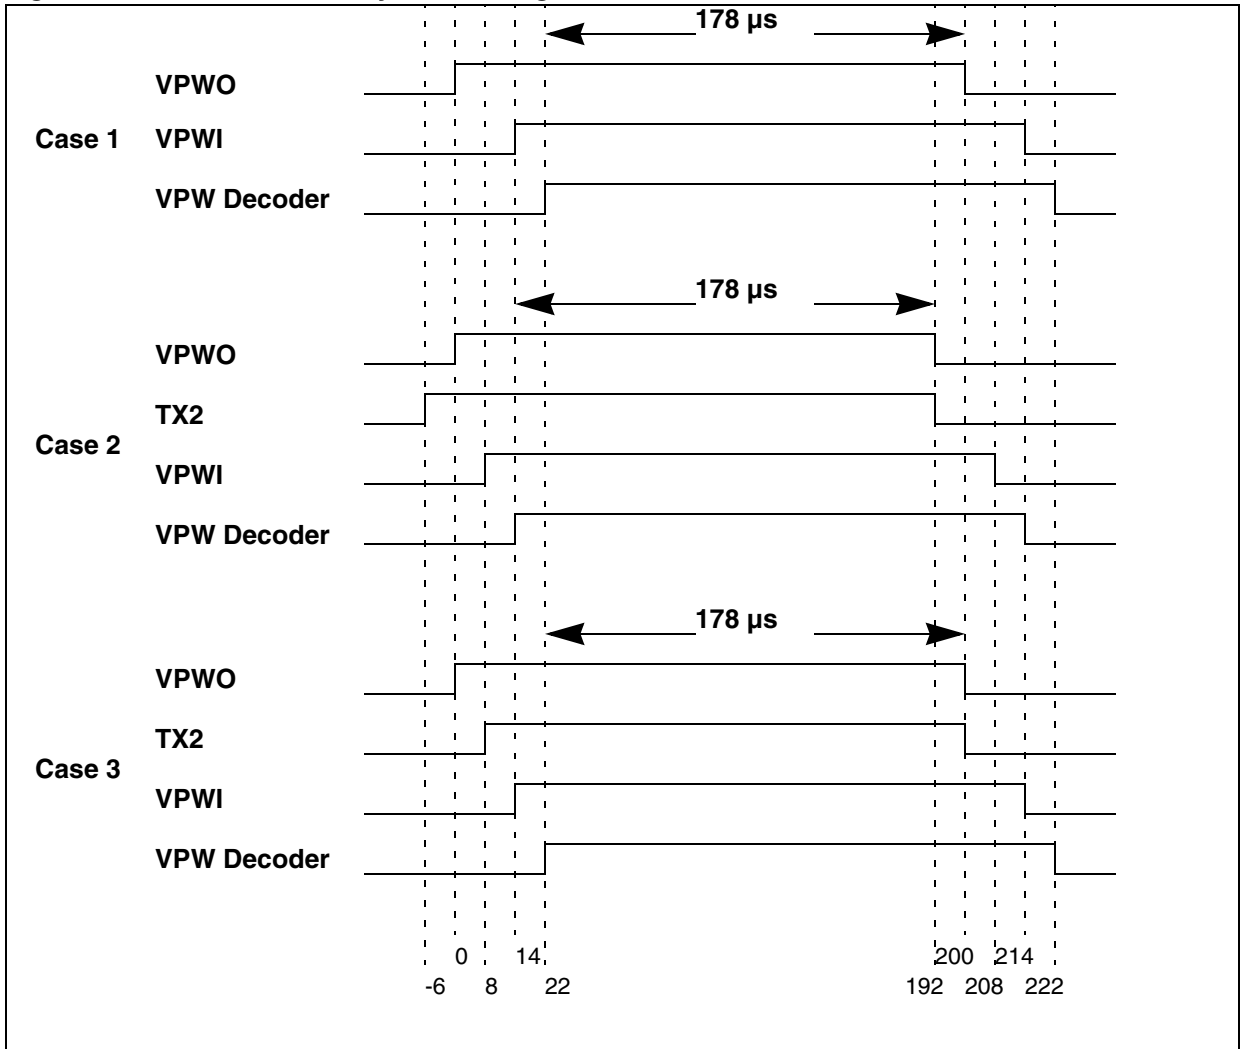 178 µs
VPWO
Case 1 VPWI
VPW Decoder
178 µs
VPWO
TX2
Case 2
VPWI
VPW Decoder
178 µs
VPWO
TX2
Case 3
VPWI
VPW Decoder
0 14 200 214
-6 8 22 192 208 222